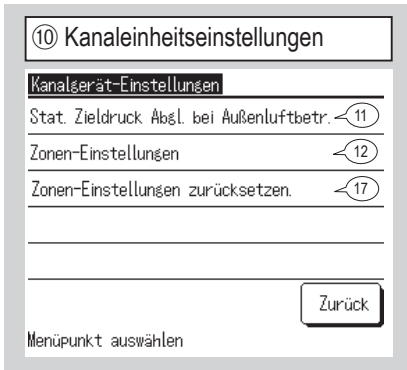 ⑩ Kanaleinheitseinstellungen
Kanalgerät-Einstellungen
Stat. Zieldruck Abgl. bei Außenluftbetr. ⑪
Zonen-Einstellungen ⑫
Zonen-Einstellungen zurücksetzen. ⑰
Zurück
Menüpunkt auswählen